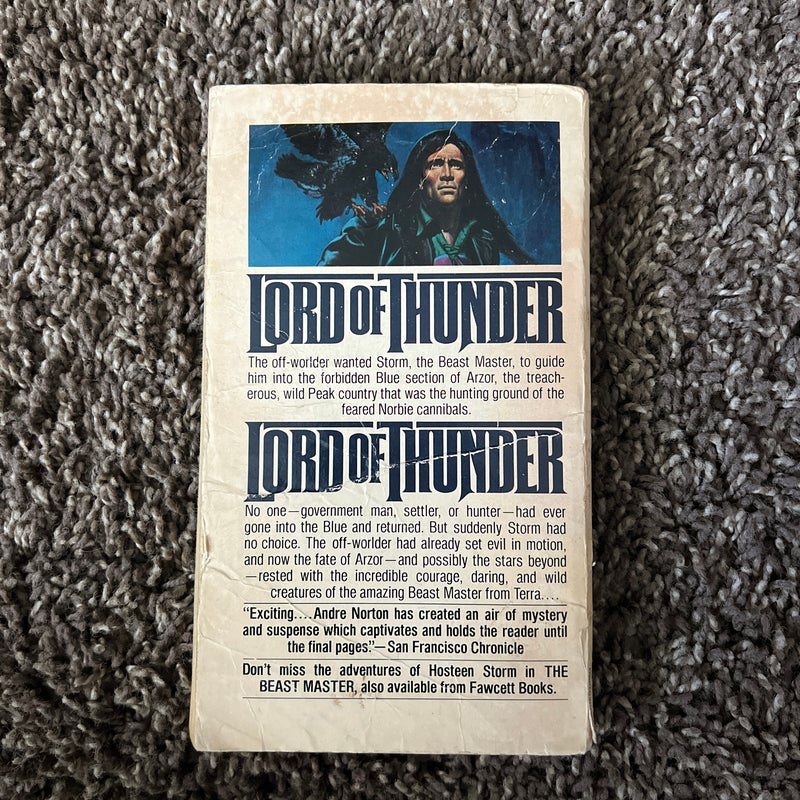 LORD OF THUNDER
The off-worlder wanted Storm, the Beast Master, to guide
him into the forbidden Blue section of Arzor, the treach-
erous, wild Peak country that was the hunting ground of the
feared Norbie cannibals.
LORD OF THUNDER
No one—government man, settler, or hunter—had ever
gone into the Blue and returned. But suddenly Storm had
no choice. The off-worlder had already set evil in motion,
and now the fate of Arzor—and possibly the stars beyond
—rested with the incredible courage, daring, and wild
creatures of the amazing Beast Master from Terra....
"Exciting....Andre Norton has created an air of mystery
and suspense which captivates and holds the reader until
the final pages."—San Francisco Chronicle
Don't miss the adventures of Hosteen Storm in THE
BEAST MASTER, also available from Fawcett Books.